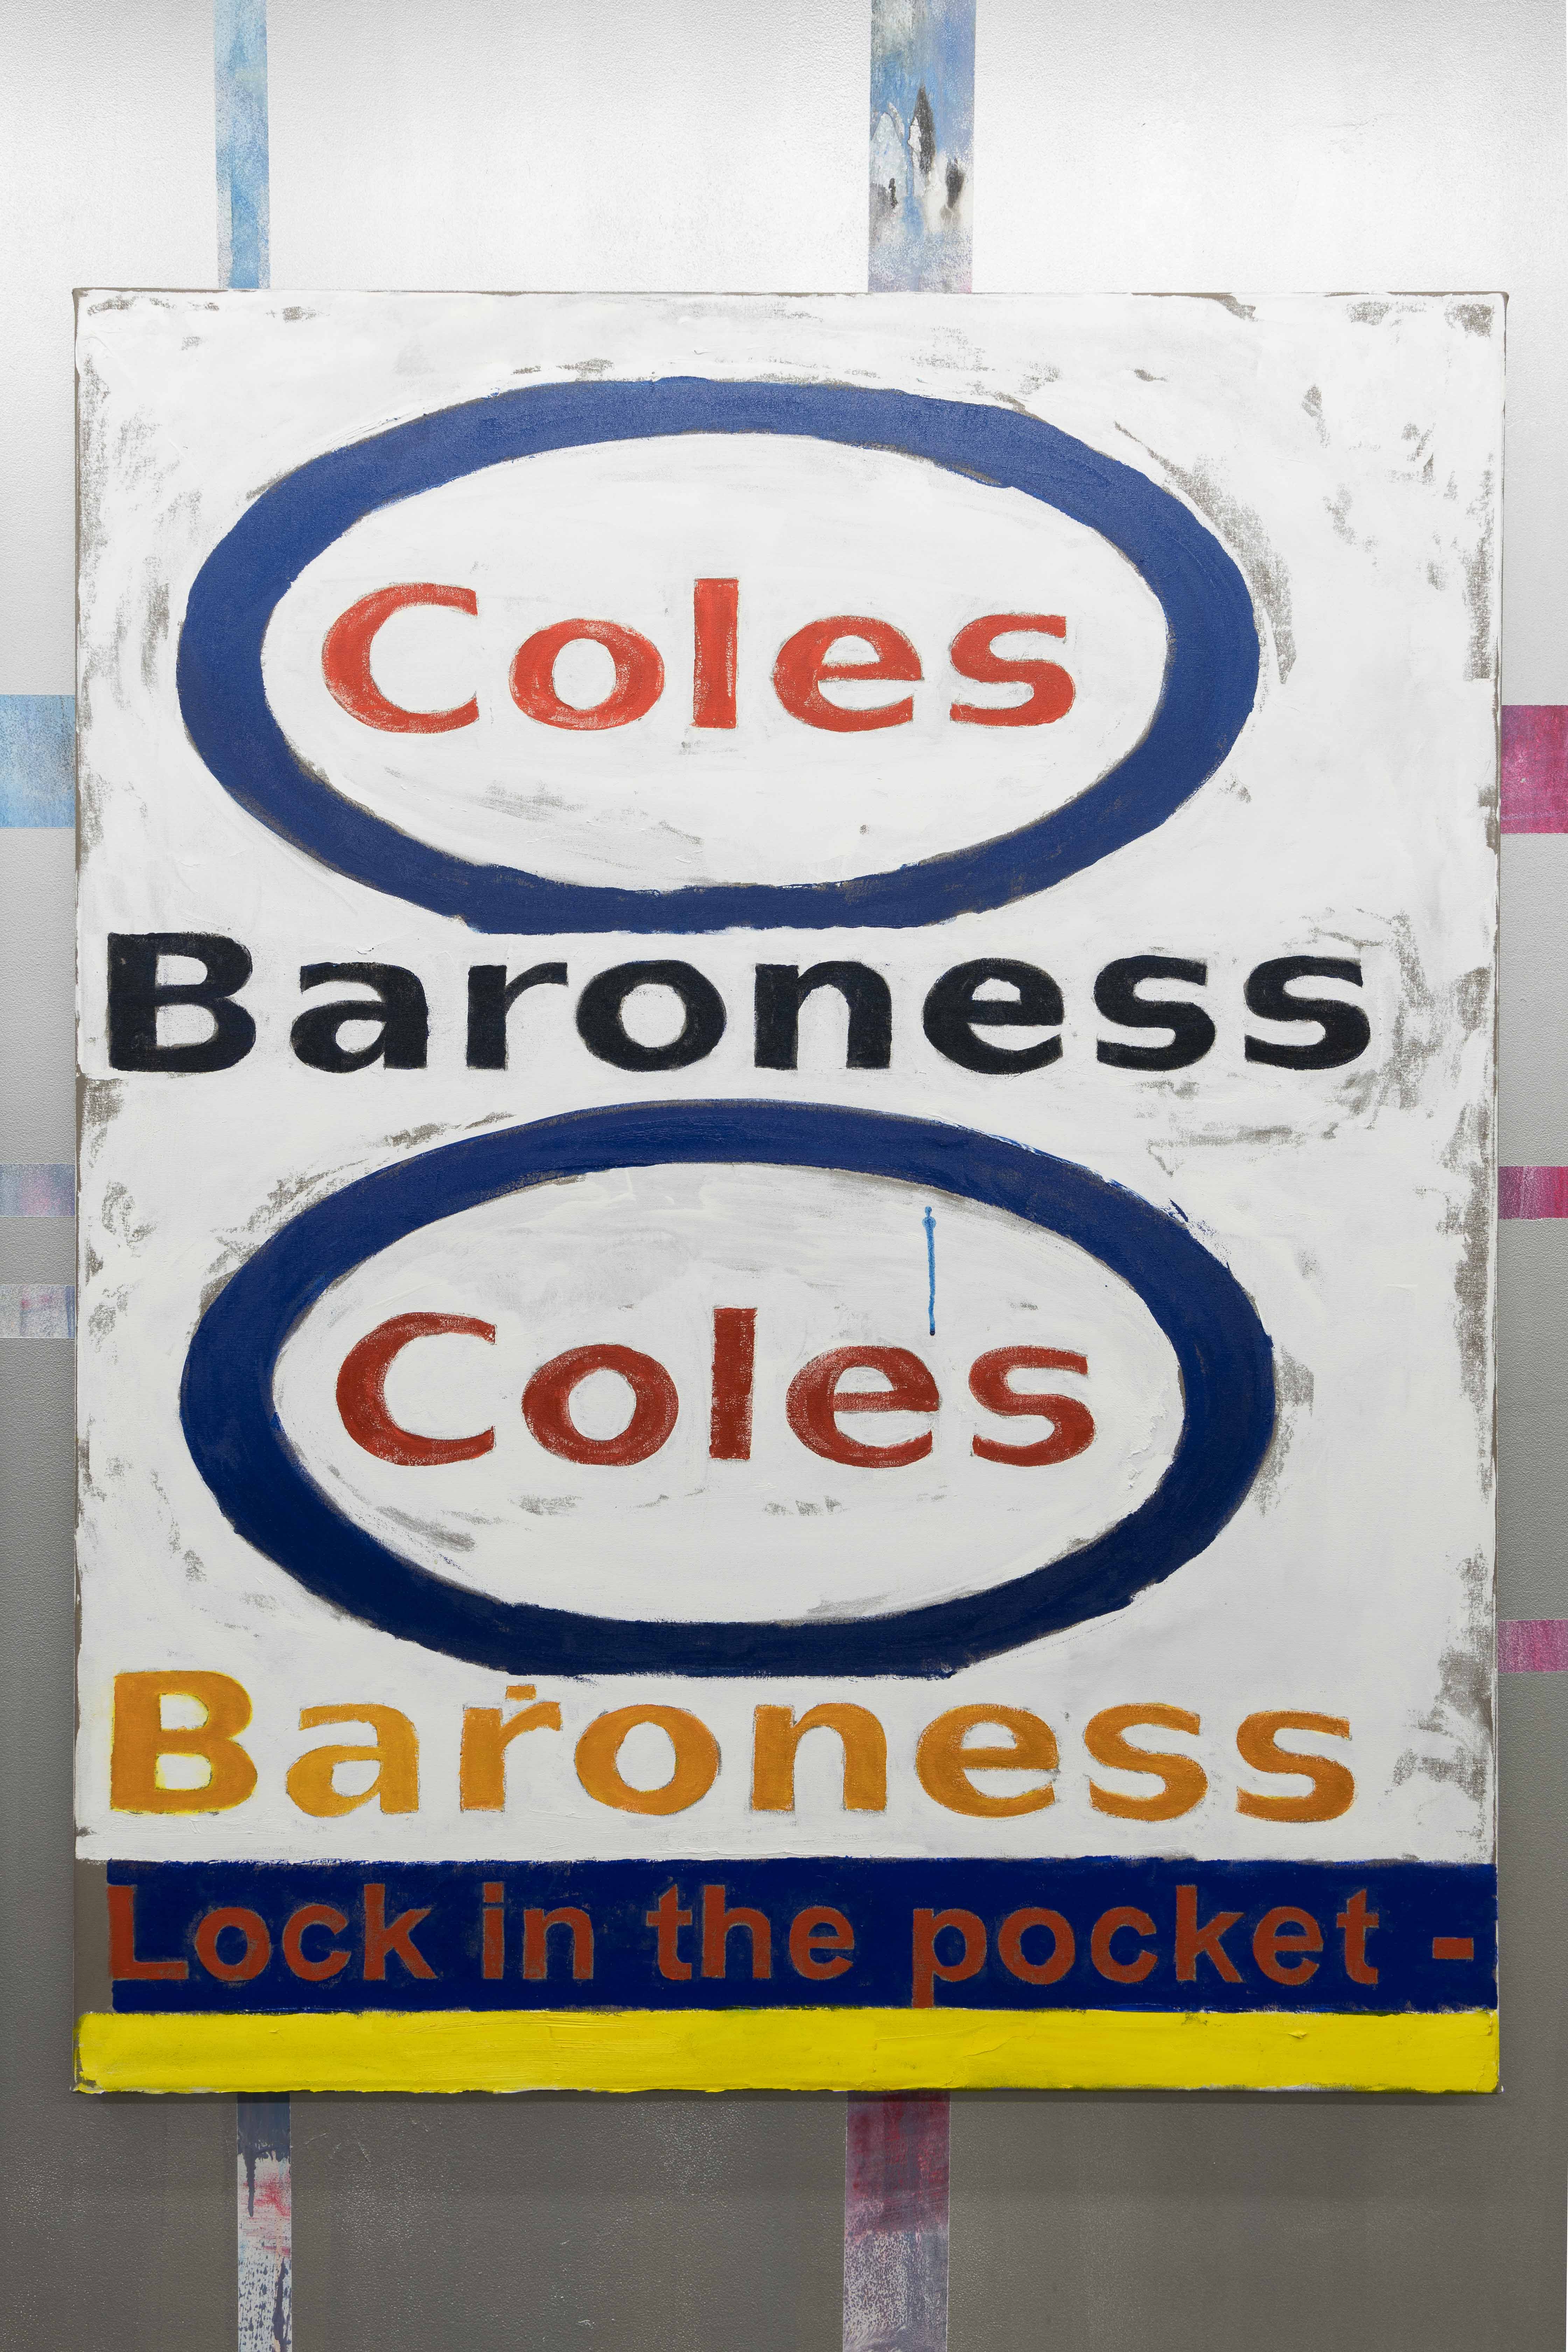 Coles
Baroness
Coles
Baroness
Lock in the pocket -